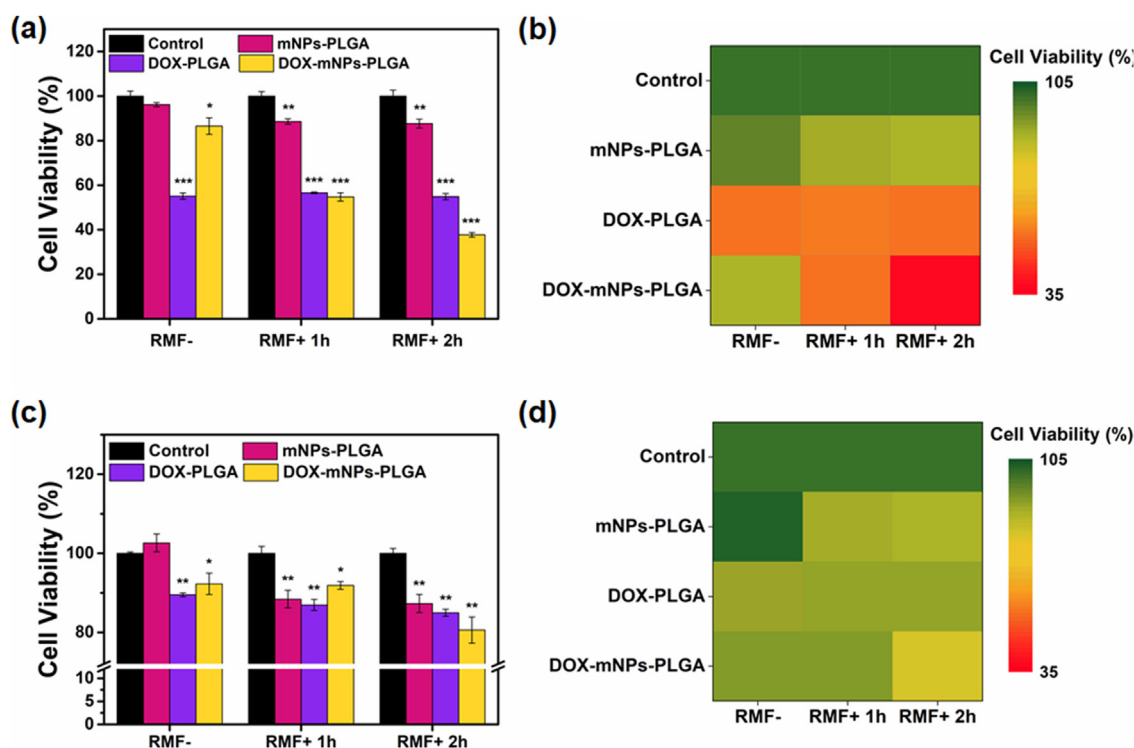 (a)
Control
mNPs-PLGA
DOX-PLGA
DOX-mNPs-PLGA
Cell Viability (%)
120
100
80
60
40
20
0
*
***
**
***
***
**
***
***
RMF-
RMF+ 1h
RMF+ 2h
(b)
Cell Viability (%)
105
35
Control
mNPs-PLGA
DOX-PLGA
DOX-mNPs-PLGA
RMF-
RMF+ 1h
RMF+ 2h
(c)
Control
mNPs-PLGA
DOX-PLGA
DOX-mNPs-PLGA
Cell Viability (%)
120
100
80
10
5
0
**
*
**
**
*
**
**
**
RMF-
RMF+ 1h
RMF+ 2h
(d)
Cell Viability (%)
105
35
Control
mNPs-PLGA
DOX-PLGA
DOX-mNPs-PLGA
RMF-
RMF+ 1h
RMF+ 2h